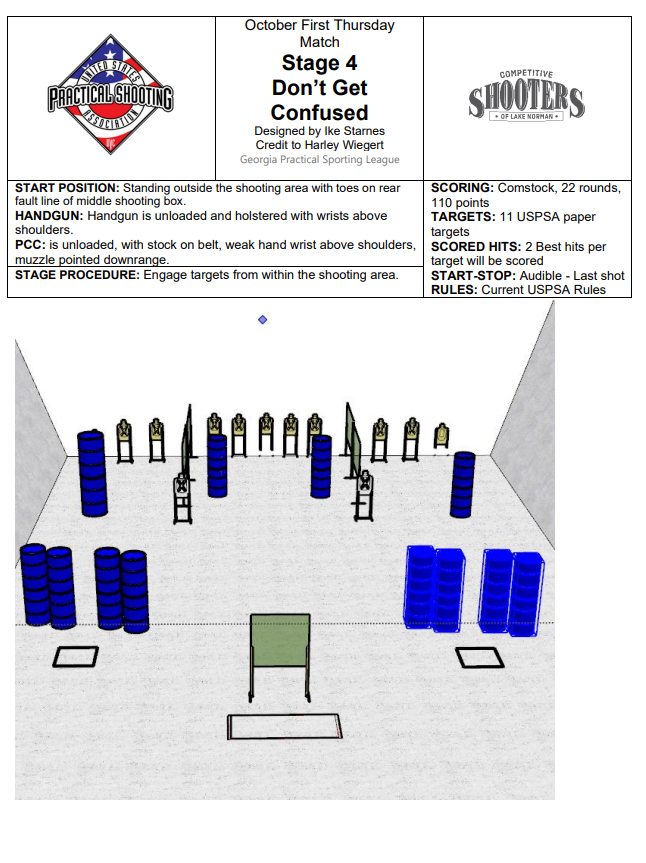 UNITED STATES
PRACTICAL SHOOTING
ASSOCIATION
October First Thursday
Match
Stage 4
Don’t Get
Confused
Designed by Ike Starnes
Credit to Harley Wiegert
Georgia Practical Sporting League
COMPETITIVE
SHOOTERS
OF LAKE NORMAN
START POSITION: Standing outside the shooting area with toes on rear
fault line of middle shooting box.
HANDGUN: Handgun is unloaded and holstered with wrists above
shoulders.
PCC: is unloaded, with stock on belt, weak hand wrist above shoulders,
muzzle pointed downrange.
STAGE PROCEDURE: Engage targets from within the shooting area.
SCORING: Comstock, 22 rounds,
110 points
TARGETS: 11 USPSA paper
targets
SCORED HITS: 2 Best hits per
target will be scored
START-STOP: Audible - Last shot
RULES: Current USPSA Rules